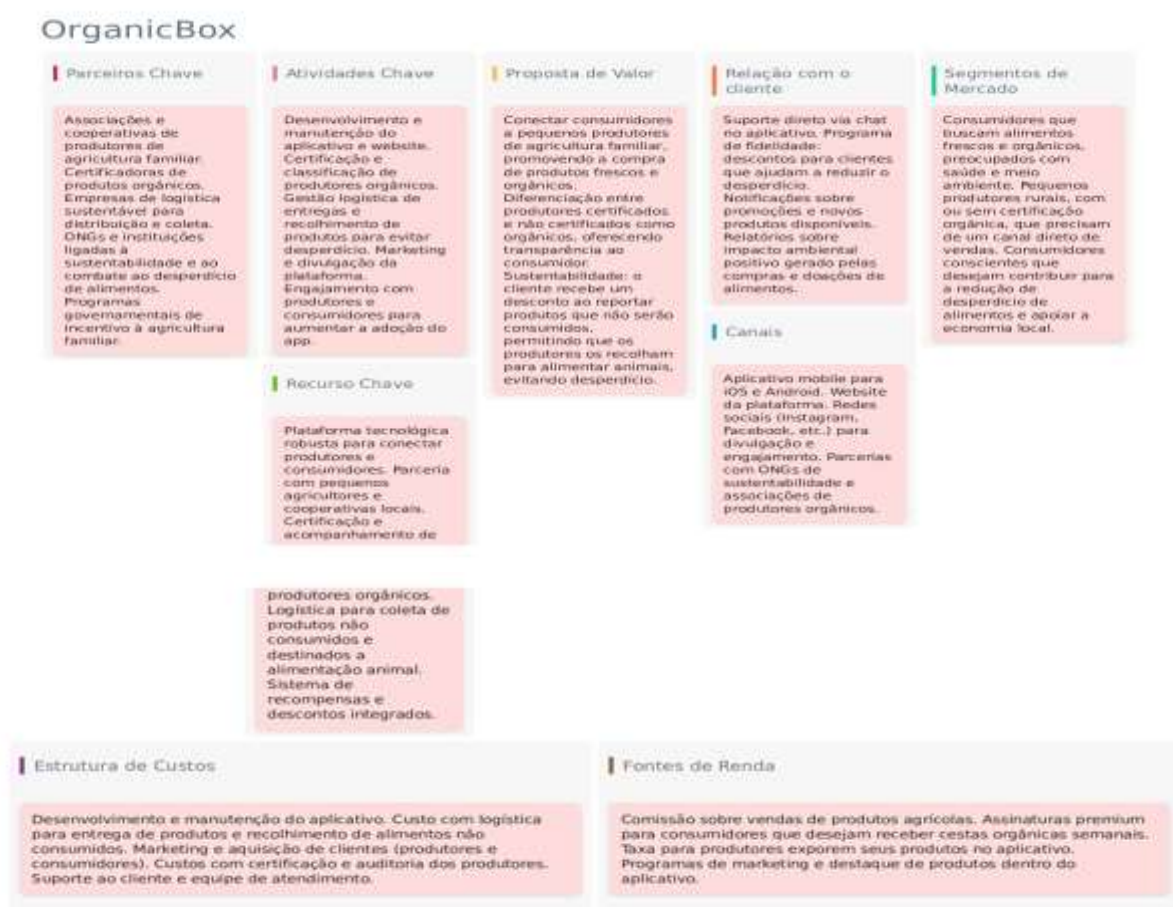 OrganicBox
Parceiros Chave
Associações e
cooperativas de
produtores de
agricultura familiar.
Certificadoras de
produtos orgânicos.
Empresas de logística
sustentável para
distribuição e coleta.
ONGs e instituições
ligadas à
sustentabilidade e ao
combate ao desperdício
de alimentos.
Programas
governamentais de
incentivo à agricultura
familiar.
Atividades Chave
Desenvolvimento e
manutenção do
aplicativo e website.
Certificação e
classificação de
produtores orgânicos.
Gestão logística de
entregas e
recolhimento de
produtos para evitar
desperdício. Marketing
e divulgação da
plataforma.
Engajamento com
produtores e
consumidores para
aumentar a adoção do
app.
Recurso Chave
Plataforma tecnológica
robusta para conectar
produtores e
consumidores. Parceria
com pequenos
agricultores e
cooperativas locais.
Certificação e
acompanhamento de
produtores orgânicos.
Logística para coleta de
produtos não
consumidos e
destinados a
alimentação animal.
Sistema de
recompensas e
descontos integrados.
Proposta de Valor
Conectar consumidores
a pequenos produtores
de agricultura familiar,
promovendo a compra
de produtos frescos e
orgânicos.
Diferenciação entre
produtores certificados
e não certificados como
orgânicos, oferecendo
transparência ao
consumidor.
Sustentabilidade: o
cliente recebe um
desconto ao reportar
produtos que não serão
consumidos,
permitindo que os
produtores os recolham
para alimentar animais,
evitando desperdício.
Relação com o
cliente
Suporte direto via chat
no aplicativo. Programa
de fidelidade:
descontos para clientes
que ajudam a reduzir o
desperdício.
Notificações sobre
promoções e novos
produtos disponíveis.
Relatórios sobre
impacto ambiental
positivo gerado pelas
compras e doações de
alimentos.
Canais
Aplicativo mobile para
iOS e Android. Website
da plataforma. Redes
sociais (Instagram,
Facebook, etc.) para
divulgação e
engajamento. Parcerias
com ONGs de
sustentabilidade e
associações de
produtores orgânicos.
Segmentos de
Mercado
Consumidores que
buscam alimentos
frescos e orgânicos,
preocupados com
saúde e meio
ambiente. Pequenos
produtores rurais, com
ou sem certificação
orgânica, que precisam
de um canal direto de
vendas. Consumidores
conscientes que
desejam contribuir para
a redução de
desperdício de
alimentos e apoiar a
economia local.
Estrutura de Custos
Desenvolvimento e manutenção do aplicativo. Custo com logística
para entrega de produtos e recolhimento de alimentos não
consumidos. Marketing e aquisição de clientes (produtores e
consumidores). Custos com certificação e auditoria dos produtores.
Suporte ao cliente e equipe de atendimento.
Fontes de Renda
Comissão sobre vendas de produtos agrícolas. Assinaturas premium
para consumidores que desejam receber cestas orgânicas semanais.
Taxa para produtores exporem seus produtos no aplicativo.
Programas de marketing e destaque de produtos dentro do
aplicativo.